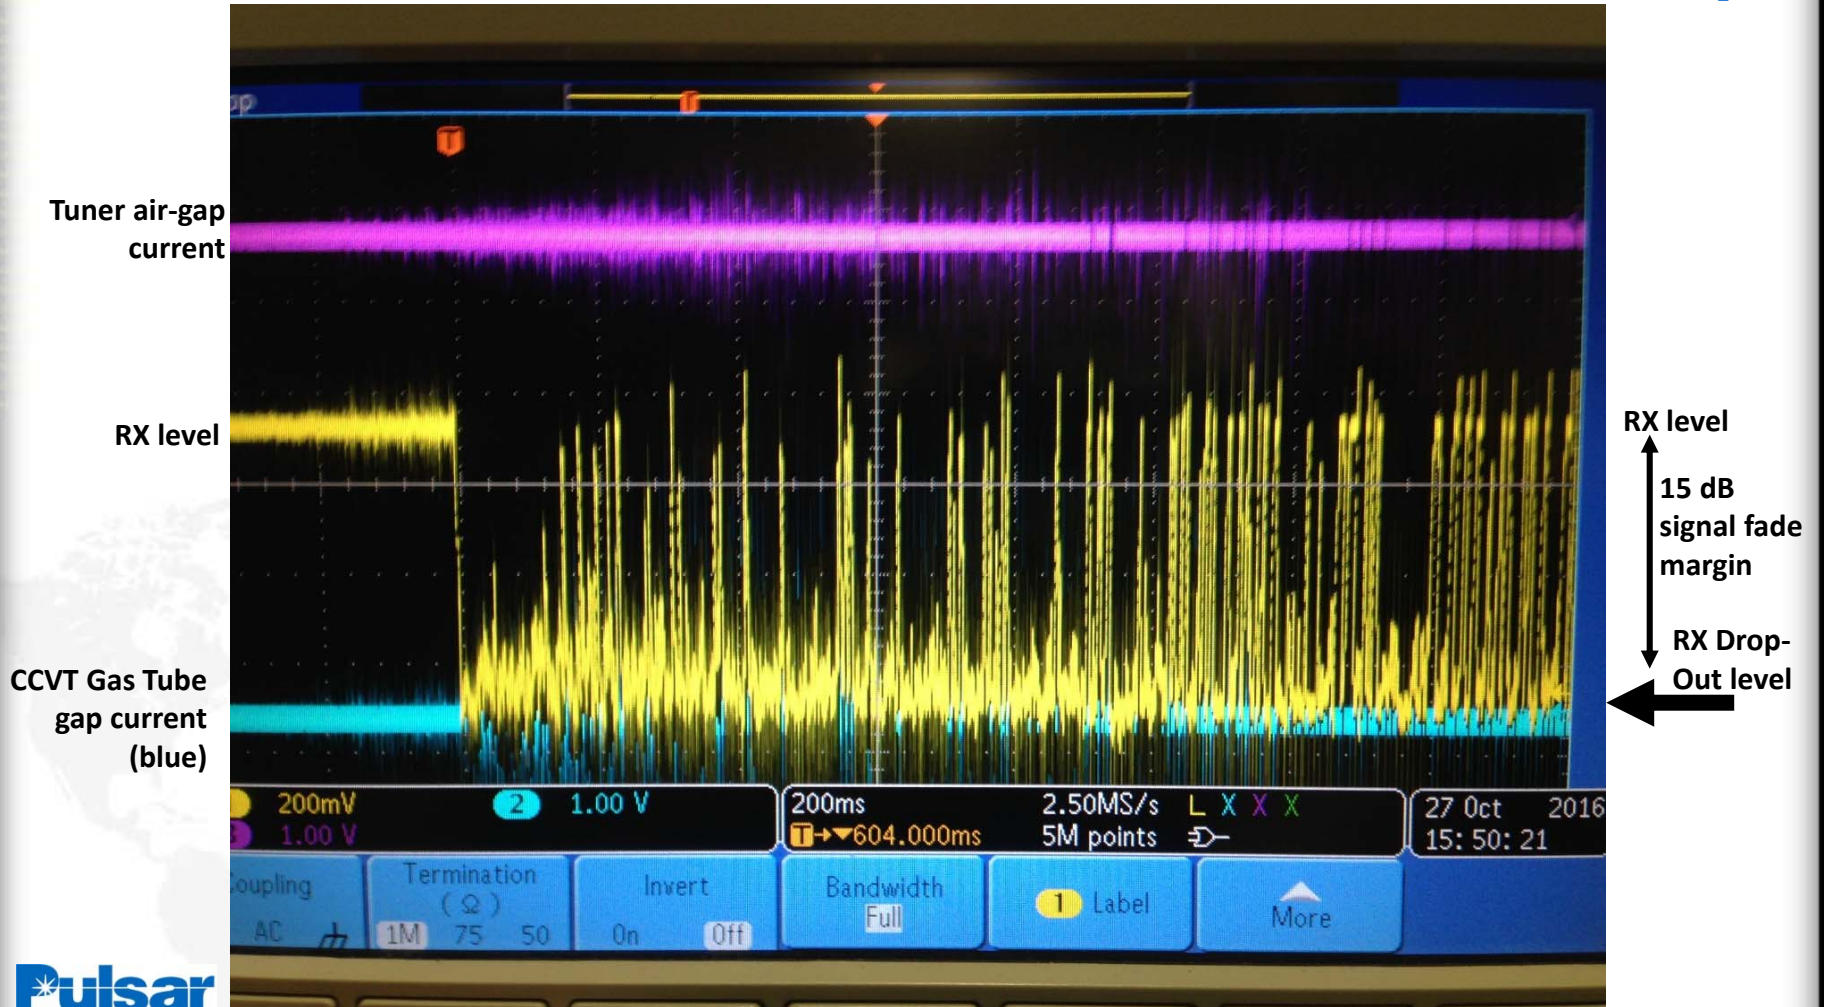 T
Tuner air-gap
current
RX level
CCVT Gas Tube
gap current
(blue)
RX level
15 dB
signal fade
margin
RX Drop-
Out level
200mV
2 1.00 V
1.00 V
200ms
2.50MS/s L X X X
T→▼604.000ms
5M points
27 Oct 2016
15:50:21
oupling
AC
Termination
(Ω)
1M 75 50
Invert
On Off
Bandwidth
Full
1 Label
More
Pulsar